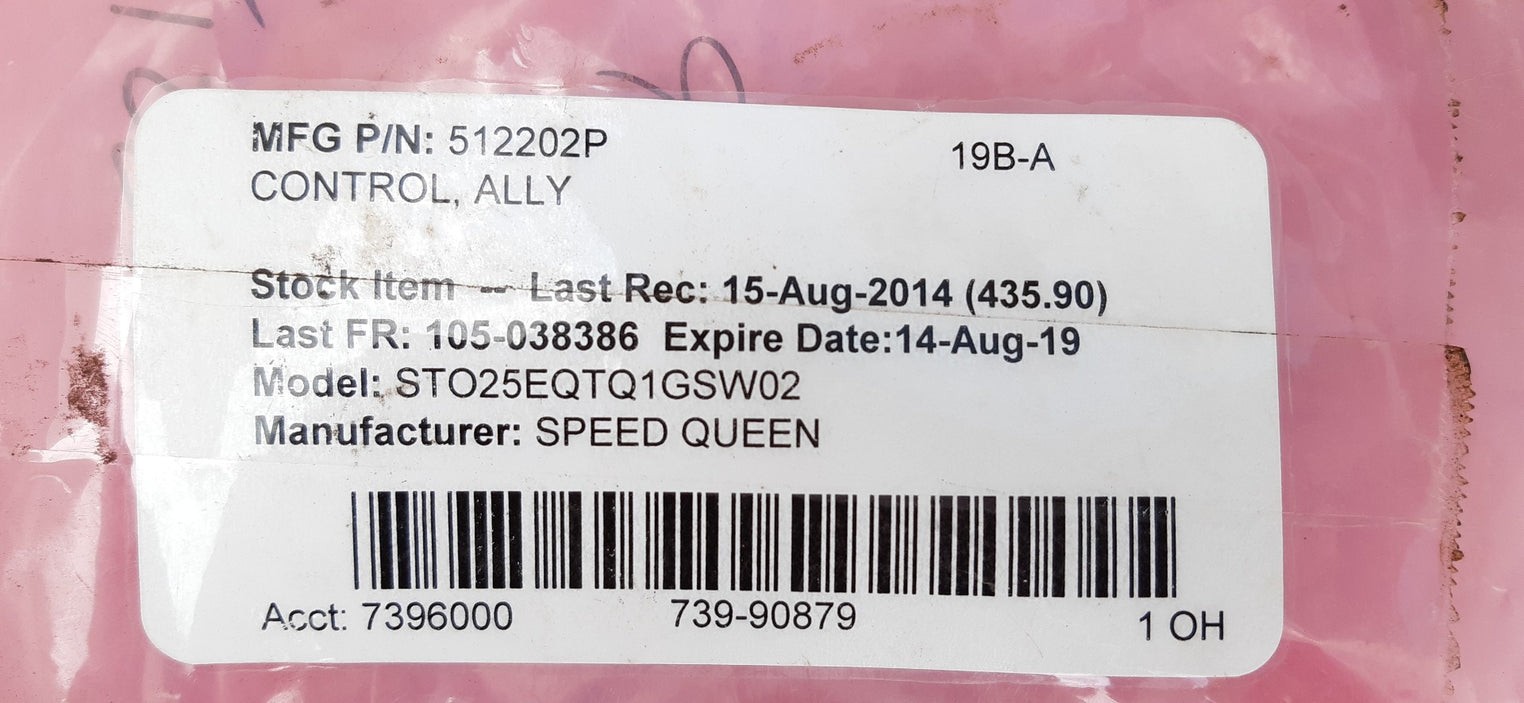 MFG P/N: 512202P 19B-A
CONTROL, ALLY
Stock Item -- Last Rec: 15-Aug-2014 (435.90)
Last FR: 105-038386 Expire Date:14-Aug-19
Model: STO25EQTQ1GSW02
Manufacturer: SPEED QUEEN
Acct: 7396000 739-90879 1 OH